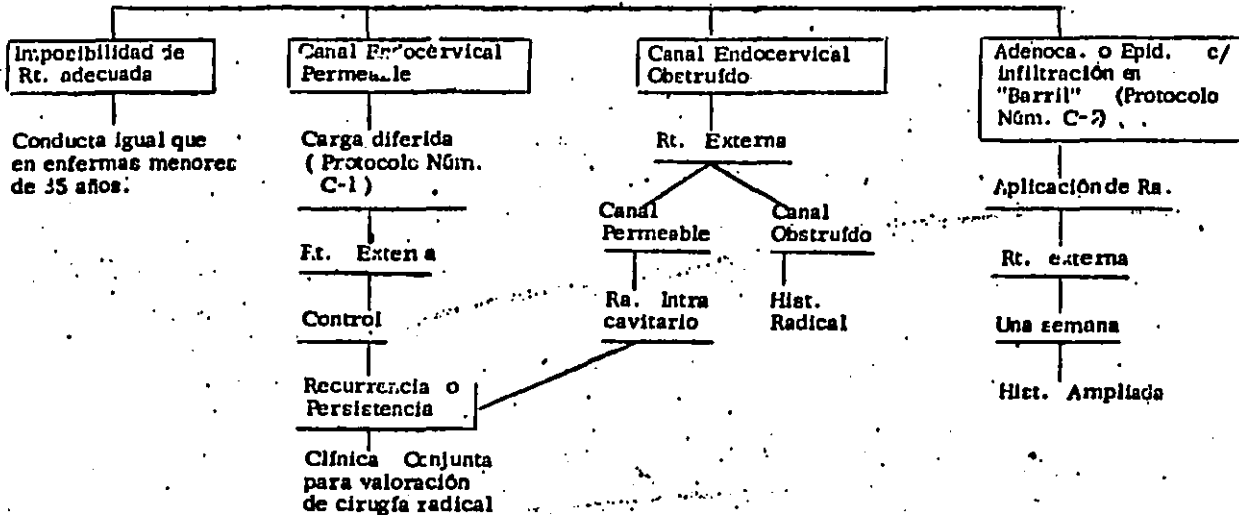 Imposibilidad de
Rt. adecuada
Conducta igual que
en enfermas menores
de 35 años.
Canal Endocervical
Permeable
Carga diferida
( Protocolo Núm.
C-1 )
Rt. Externa
Control
Recurrencia o
Persistencia
Clínica Conjunta
para valoración
de cirugía radical
Canal Endocervical
Obstruído
Rt. Externa
Canal
Permeable
Ra. Intra
cavitario
Canal
Obstruído
Hist.
Radical
Adenoca. o Epid. c/
infiltración en
"Barril" (Protocolo
Núm. C-2)
Aplicación de Ra.
Rt. externa
Una semana
Hist. Ampliada